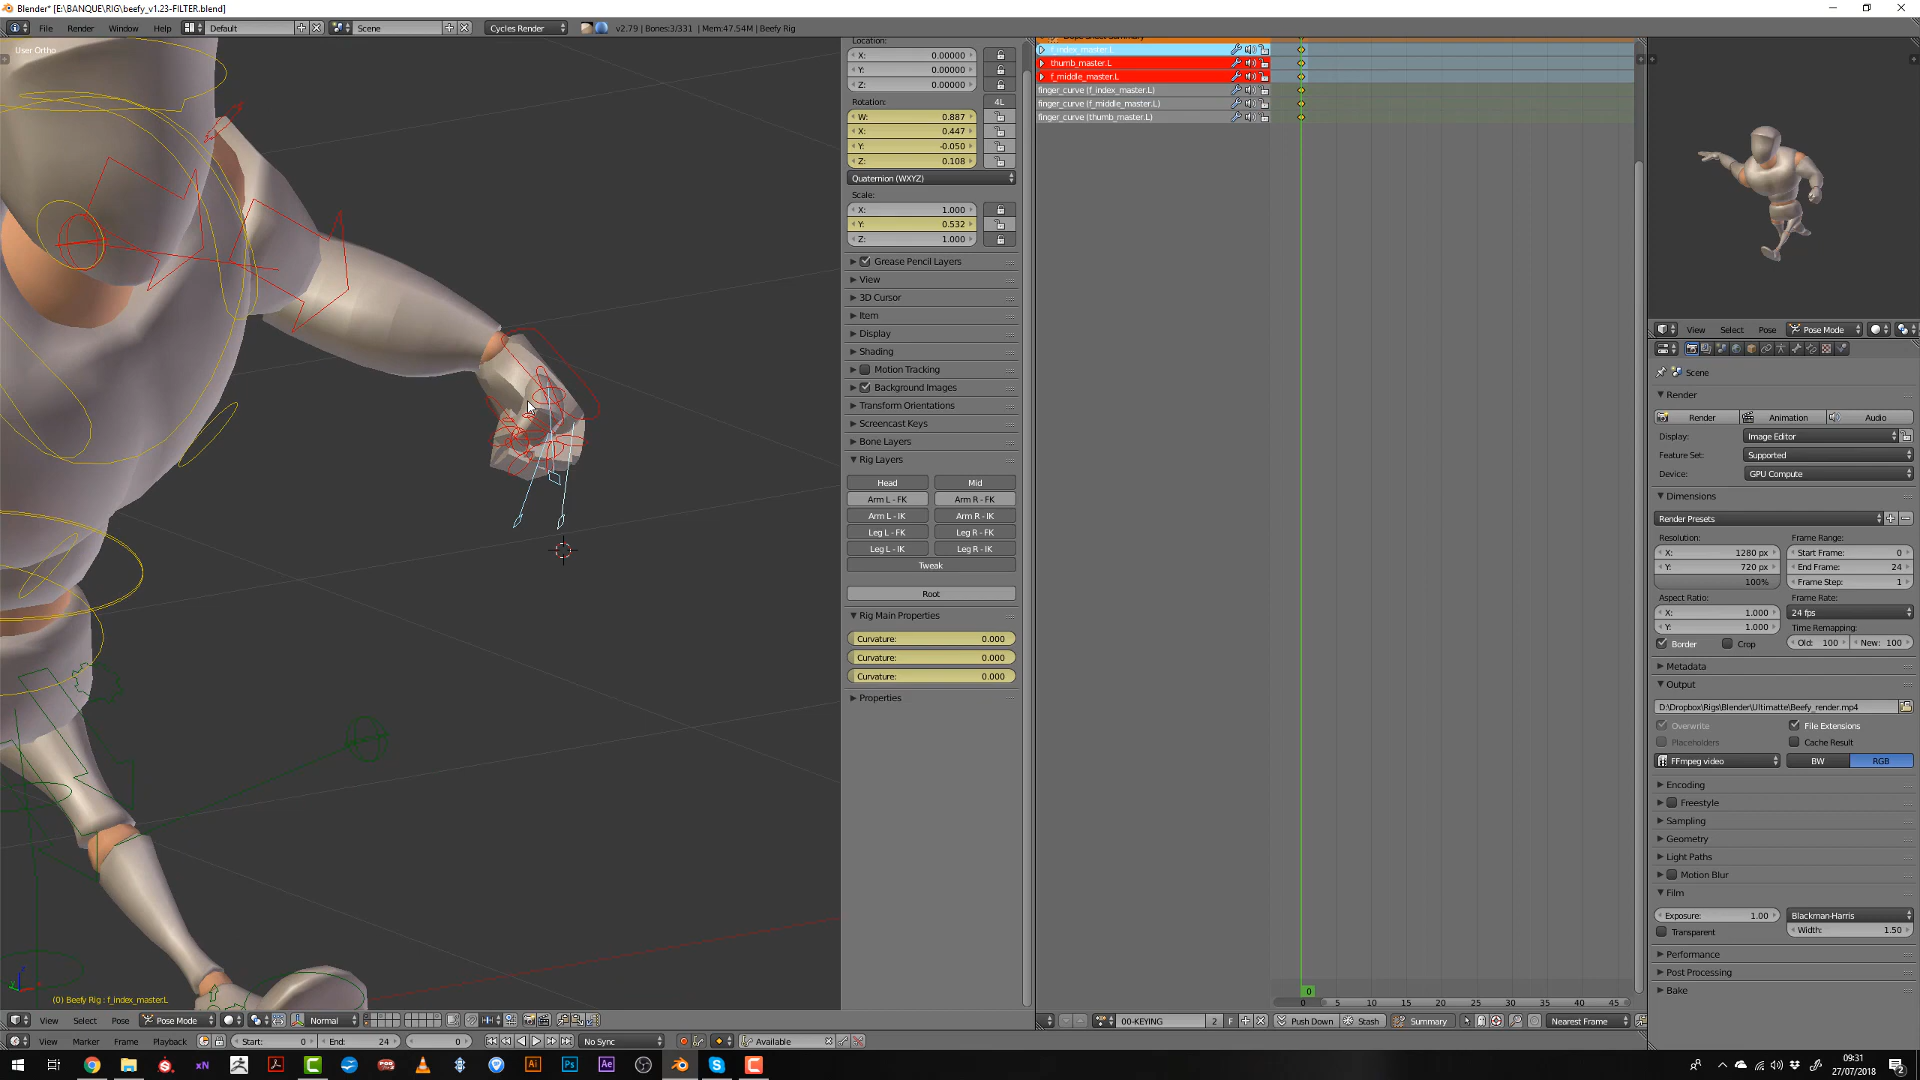 Blender* [E:\BANQUE\RIG\beefy_v1.23-FILTER.blend]
File Render Window Help Default Scene Cycles Render v2.79 | Bones:3/331 | Mem:47.54M | Beefy Rig
User Ortho
(0) Beefy Rig : f_index_master.L
View Select Pose Pose Mode Normal
Location:
X: 0.00000
Y: 0.00000
Z: 0.00000
Rotation: 4L
W: 0.887
X: 0.447
Y: -0.050
Z: 0.108
Quaternion (WXYZ)
Scale:
X: 1.000
Y: 0.532
Z: 1.000
Grease Pencil Layers
View
3D Cursor
Item
Display
Shading
Motion Tracking
Background Images
Transform Orientations
Screencast Keys
Bone Layers
Rig Layers
Head Mid
Arm L - FK Arm R - FK
Arm L - IK Arm R - IK
Leg L - FK Leg R - FK
Leg L - IK Leg R - IK
Tweak
Root
Rig Main Properties
Curvature: 0.000
Curvature: 0.000
Curvature: 0.000
Properties
Dope Sheet Summary
f_index_master.L
thumb_master.L
f_middle_master.L
finger_curve (f_index_master.L)
finger_curve (f_middle_master.L)
finger_curve (thumb_master.L)
0
0 5 10 15 20 25 30 35 40 45
00-KEYING 2 F Push Down Stash Summary Nearest Frame
View Select Pose Pose Mode
Scene
Render
Render Animation Audio
Display: Image Editor
Feature Set: Supported
Device: GPU Compute
Dimensions
Render Presets
Resolution: Frame Range:
X: 1280 px Start Frame: 0
Y: 720 px End Frame: 24
100% Frame Step: 1
Aspect Ratio: Frame Rate:
X: 1.000 24 fps
Y: 1.000 Time Remapping:
Border Crop Old: 100 New: 100
Metadata
Output
D:\Dropbox\Rigs\Blender\Ultimatte\Beefy_render.mp4
Overwrite File Extensions
Placeholders Cache Result
FFmpeg video BW RGB
Encoding
Freestyle
Sampling
Geometry
Light Paths
Motion Blur
Film
Exposure: 1.00 Blackman-Harris
Transparent Width: 1.50
Performance
Post Processing
Bake
View Marker Frame Playback Start: 0 End: 24 0 No Sync Available
xN Ai Ps Ae
09:31
27/07/2018
2